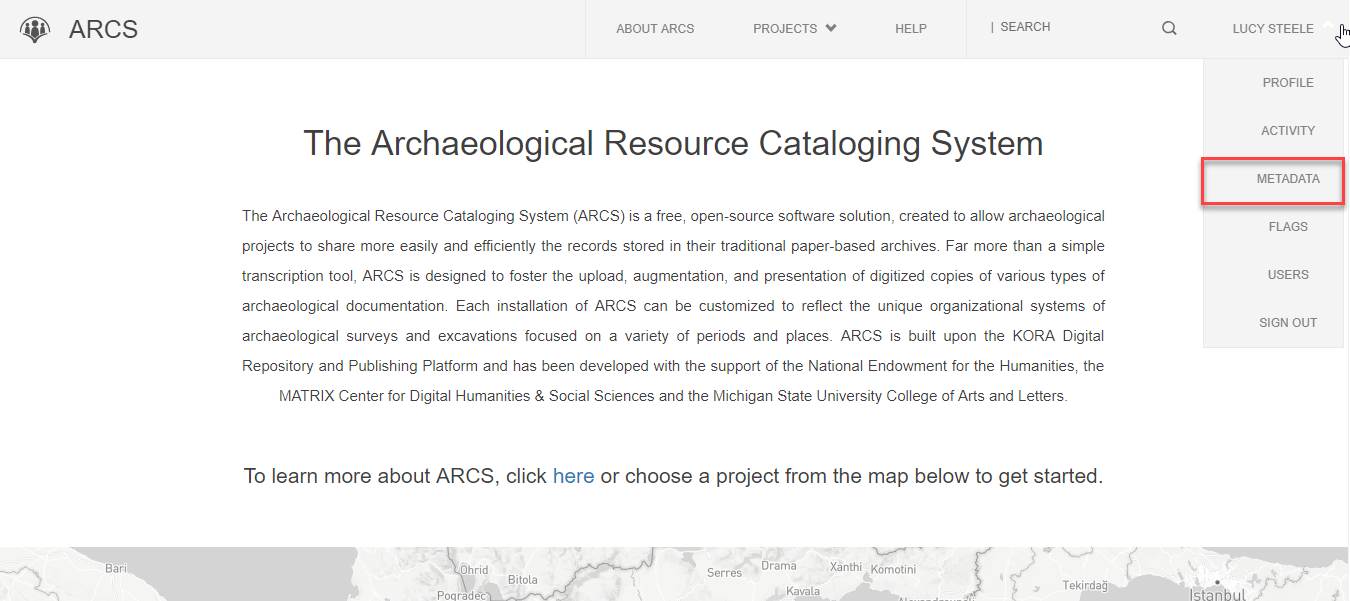 ARCS
ABOUT ARCS
PROJECTS
HELP
| SEARCH
LUCY STEELE
PROFILE
ACTIVITY
METADATA
FLAGS
USERS
SIGN OUT
The Archaeological Resource Cataloging System
The Archaeological Resource Cataloging System (ARCS) is a free, open-source software solution, created to allow archaeological
projects to share more easily and efficiently the records stored in their traditional paper-based archives. Far more than a simple
transcription tool, ARCS is designed to foster the upload, augmentation, and presentation of digitized copies of various types of
archaeological documentation. Each installation of ARCS can be customized to reflect the unique organizational systems of
archaeological surveys and excavations focused on a variety of periods and places. ARCS is built upon the KORA Digital
Repository and Publishing Platform and has been developed with the support of the National Endowment for the Humanities, the
MATRIX Center for Digital Humanities & Social Sciences and the Michigan State University College of Arts and Letters.
To learn more about ARCS, click here or choose a project from the map below to get started.
Bari
Ohrid
Bitola
Pogradec
Serres
Drama
Xanthi
Komotini
Kavala
Tekirdağ
Istanbul